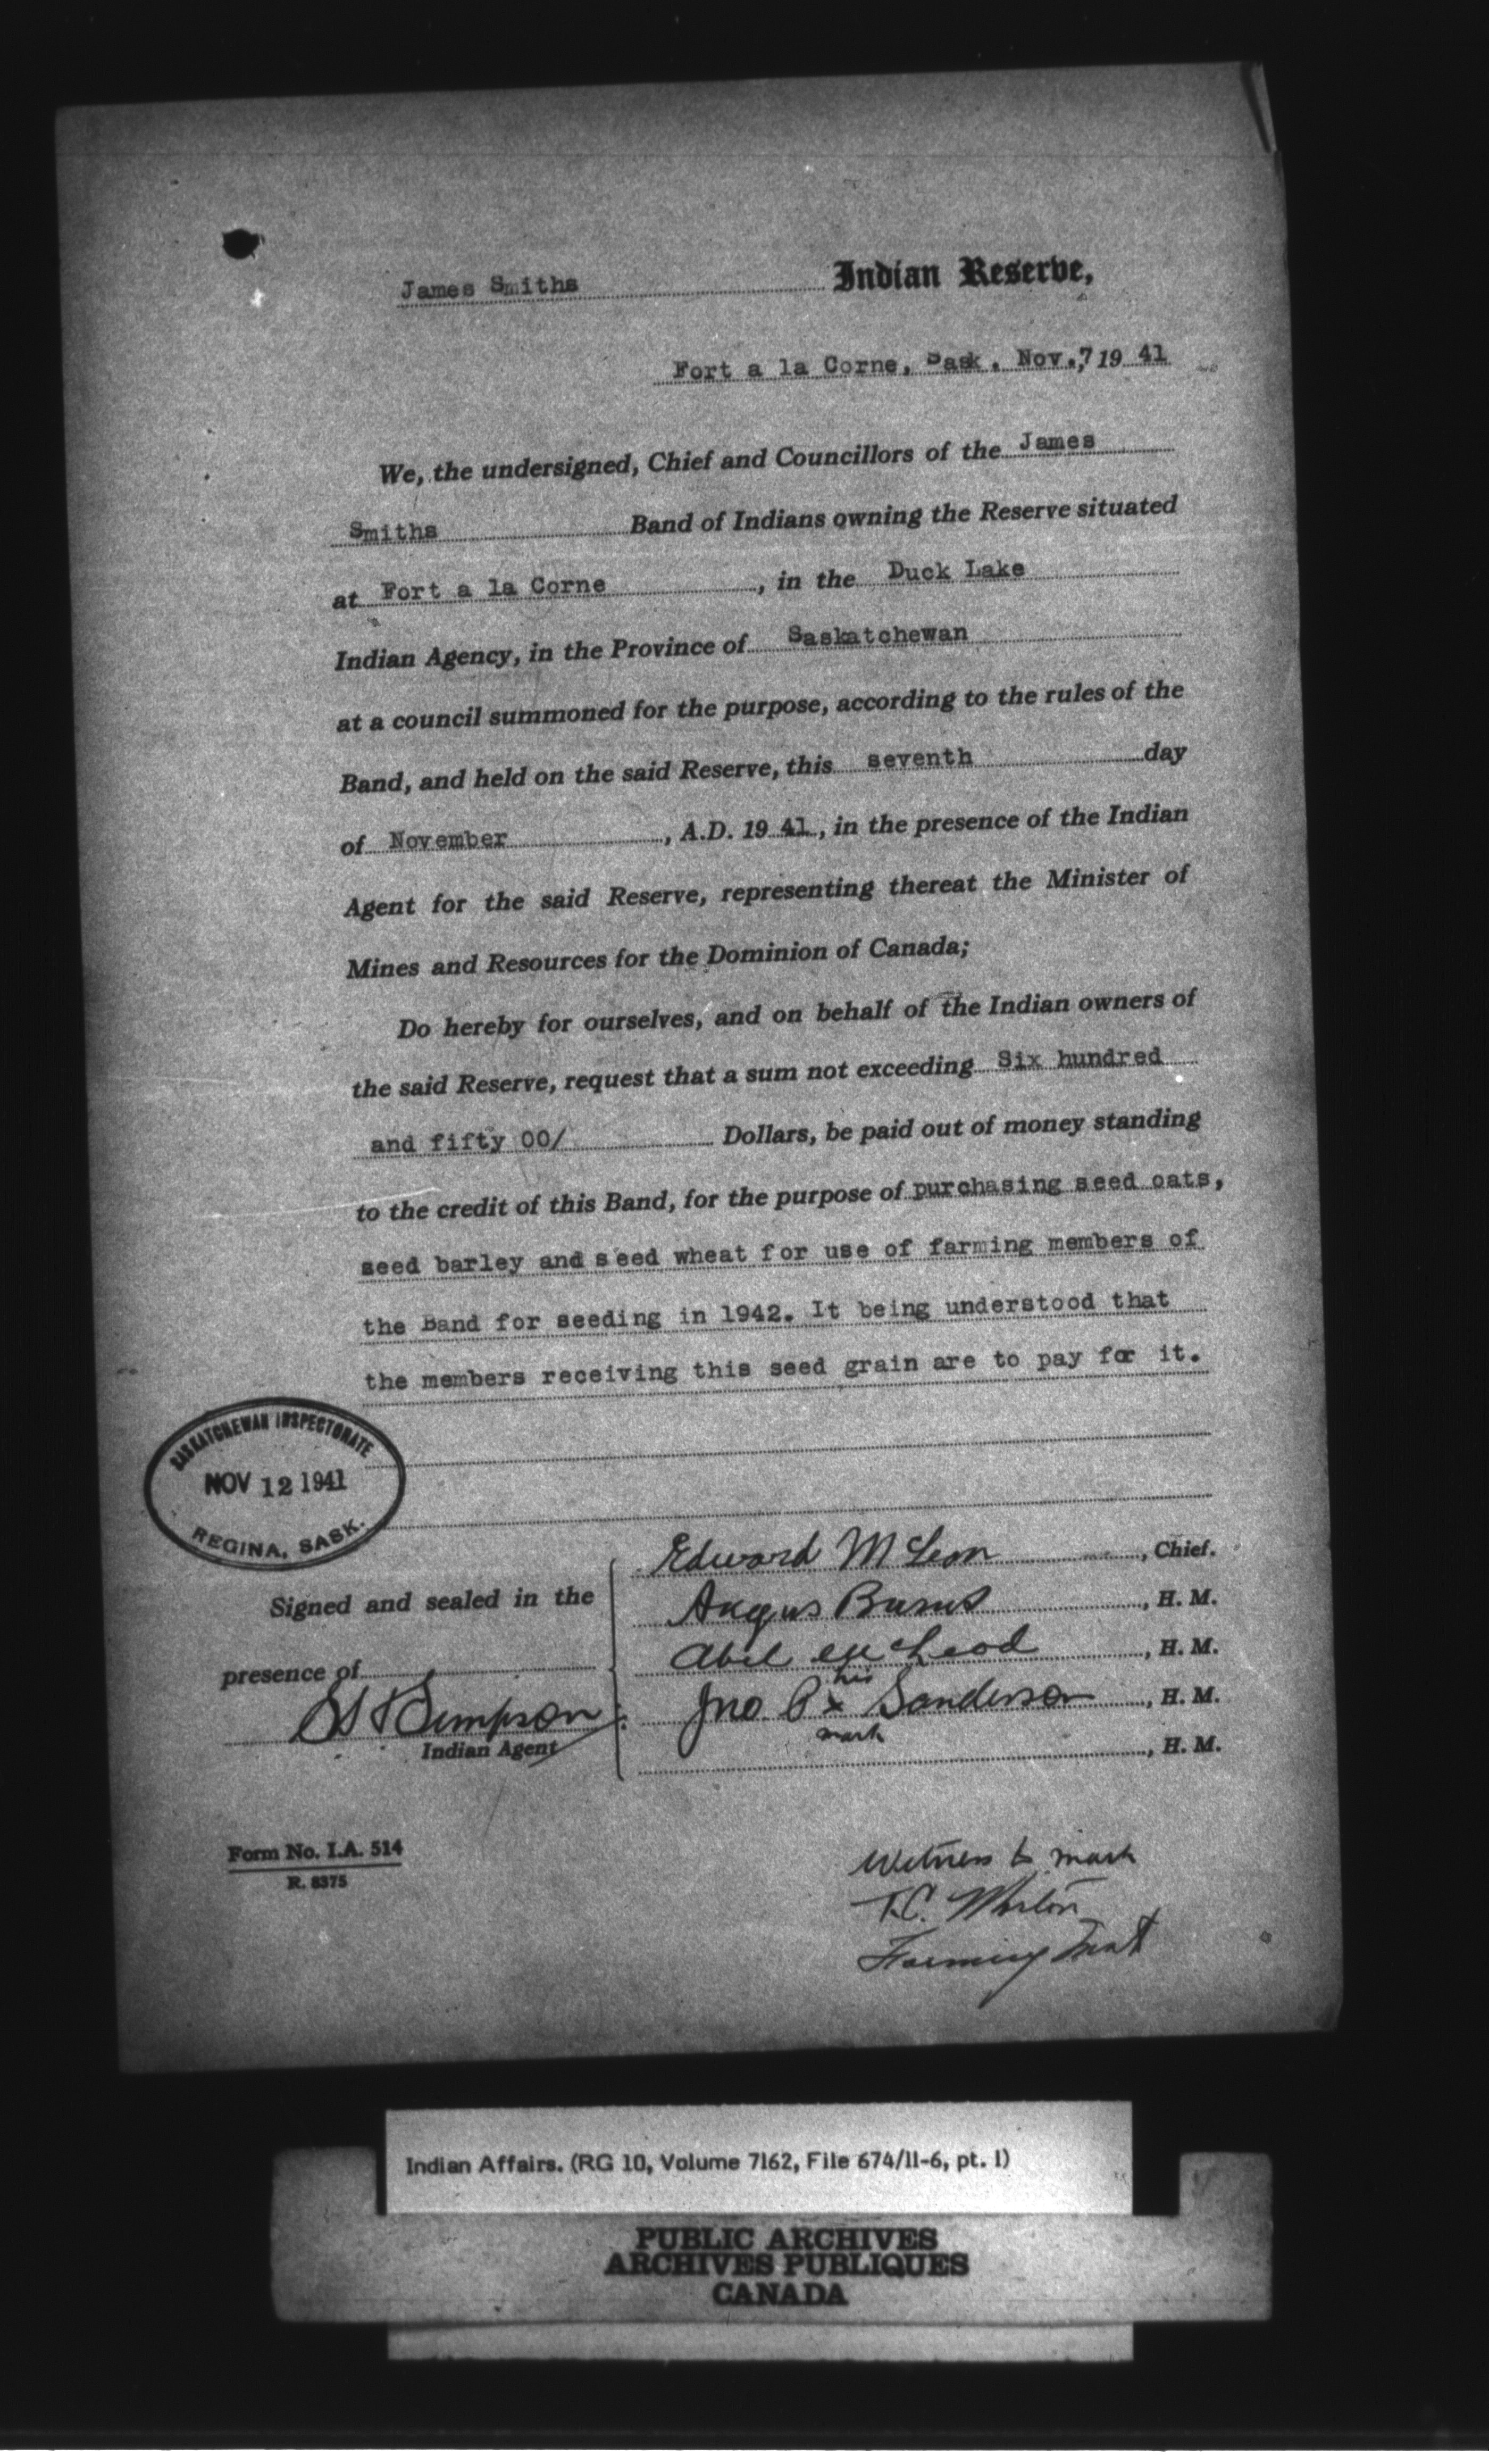 James Smiths Indian Reserve,
Fort a la Corne, Sask. Nov.,7 19 41
We, the undersigned, Chief and Councillors of the James
Smiths Band of Indians owning the Reserve situated
at Fort a la Corne, in the Duck Lake
Indian Agency, in the Province of Saskatchewan
at a council summoned for the purpose, according to the rules of the
Band, and held on the said Reserve, this seventh day
of November, A.D. 19 41, in the presence of the Indian
Agent for the said Reserve, representing thereat the Minister of
Mines and Resources for the Dominion of Canada;
Do hereby for ourselves, and on behalf of the Indian owners of
the said Reserve, request that a sum not exceeding Six hundred
and fifty 00/ Dollars, be paid out of money standing
to the credit of this Band, for the purpose of purchasing seed oats,
seed barley and seed wheat for use of farming members of
the Band for seeding in 1942. It being understood that
the members receiving this seed grain are to pay for it.
SASKATCHEWAN INSPECTORATE
NOV 12 1941
REGINA, SASK.
Edward McLeon, Chief.
Signed and sealed in the
Angus Burns, H. M.
Abel McLeod, H. M.
presence of
his
Jno x Sanderson, H. M.
mark
Simpson
Indian Agent
, H. M.
Form No. I.A. 514
R. 8375
Witness to mark
T.C.
Farming Inst
Indian Affairs. (RG 10, Volume 7162, File 674/11-6, pt. 1)
PUBLIC ARCHIVES
ARCHIVES PUBLIQUES
CANADA